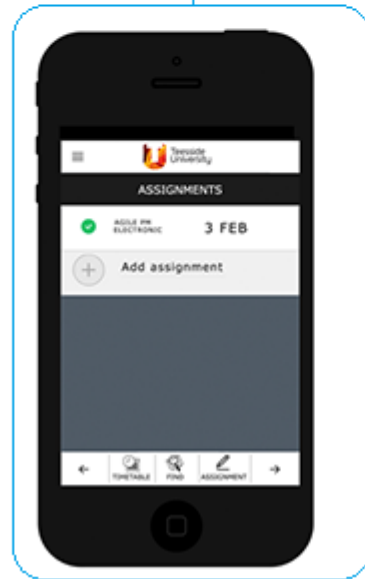 Teesside
University
ASSIGNMENTS
AGILE PM
ELECTRONIC
3 FEB
Add assignment
TIMETABLE FIND ASSIGNMENT